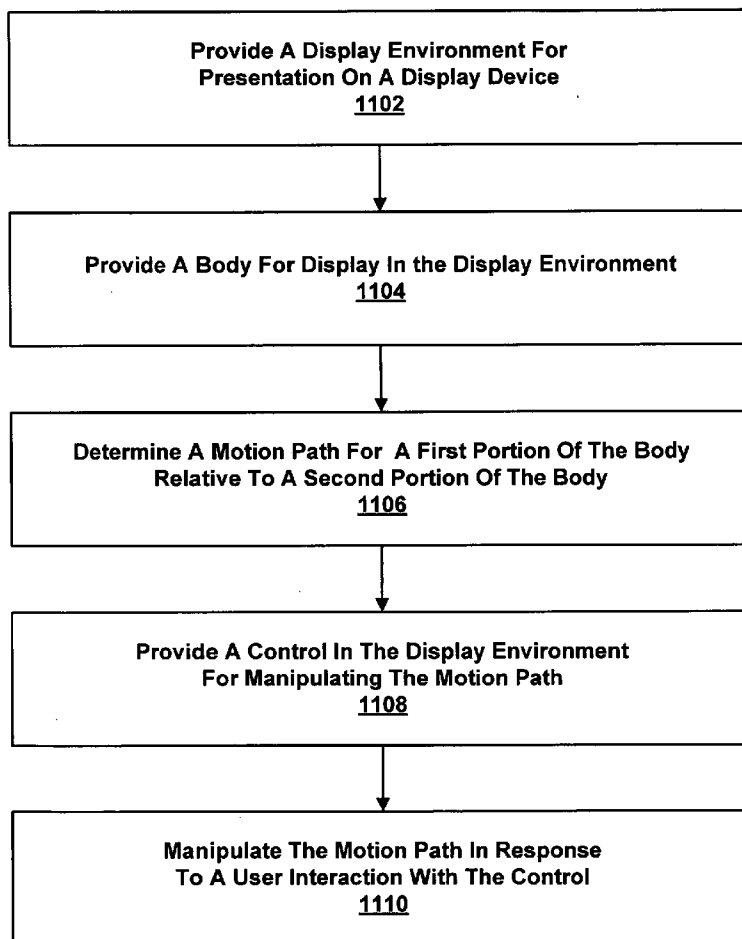 Provide A Display Environment For
Presentation On A Display Device
1102
Provide A Body For Display In the Display Environment
1104
Determine A Motion Path For A First Portion Of The Body
Relative To A Second Portion Of The Body
1106
Provide A Control In The Display Environment
For Manipulating The Motion Path
1108
Manipulate The Motion Path In Response
To A User Interaction With The Control
1110